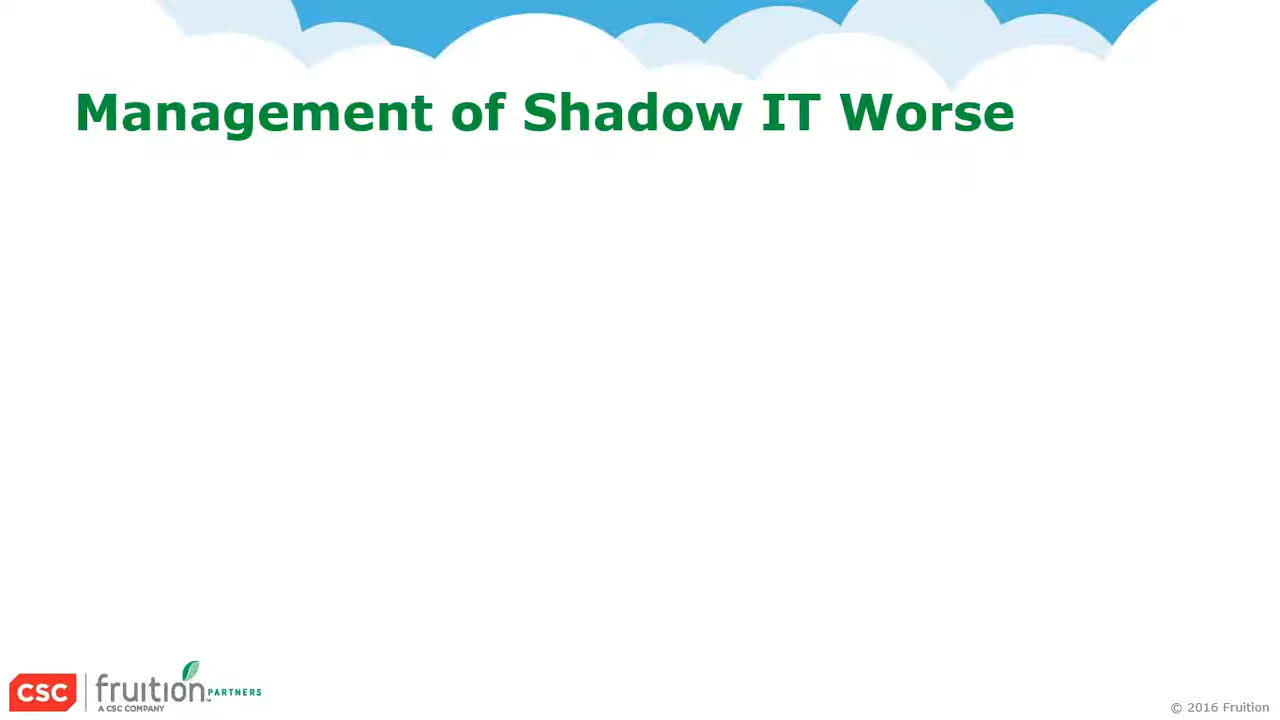 Management of Shadow IT Worse
CSC
fruition PARTNERS
A CSC COMPANY
© 2016 Fruition